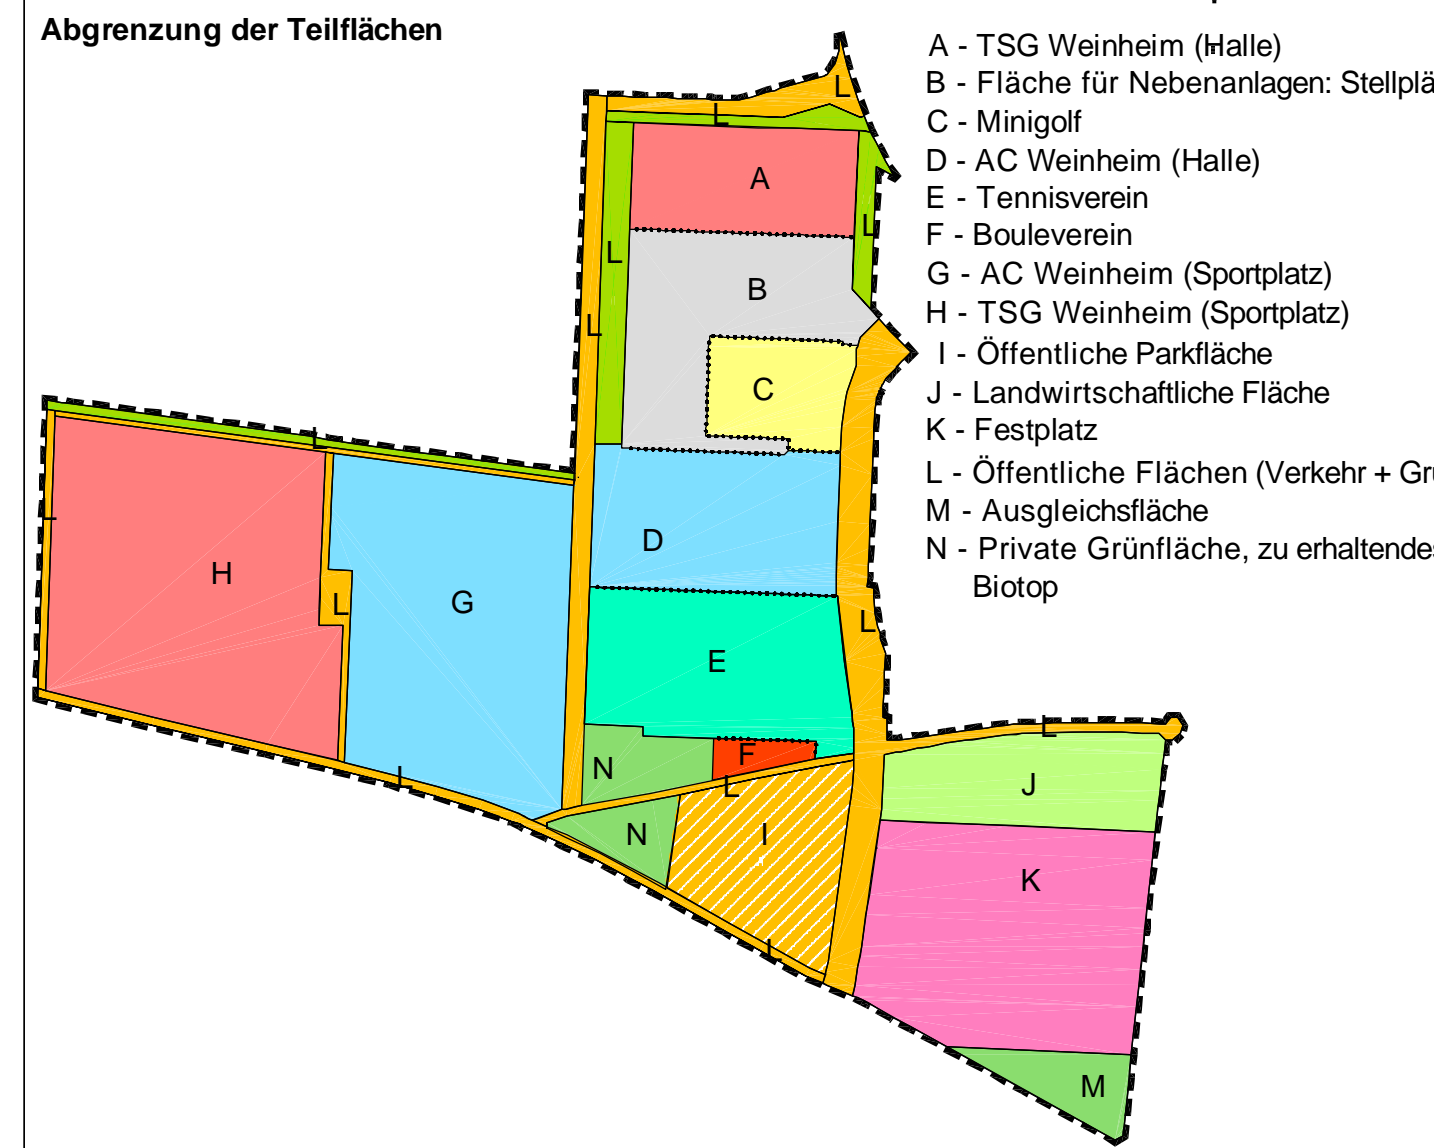 Abgrenzung der Teilflächen
A - TSG Weinheim (Halle)
B - Fläche für Nebenanlagen: Stellplä
C - Minigolf
D - AC Weinheim (Halle)
E - Tennisverein
F - Bouleverein
G - AC Weinheim (Sportplatz)
H - TSG Weinheim (Sportplatz)
I - Öffentliche Parkfläche
J - Landwirtschaftliche Fläche
K - Festplatz
L - Öffentliche Flächen (Verkehr + Gr
M - Ausgleichsfläche
N - Private Grünfläche, zu erhaltende
Biotop
L
L
A
L
L
B
L
C
L
L
D
H
L
G
L
E
L
F
N
L
L
J
N
I
K
L
M